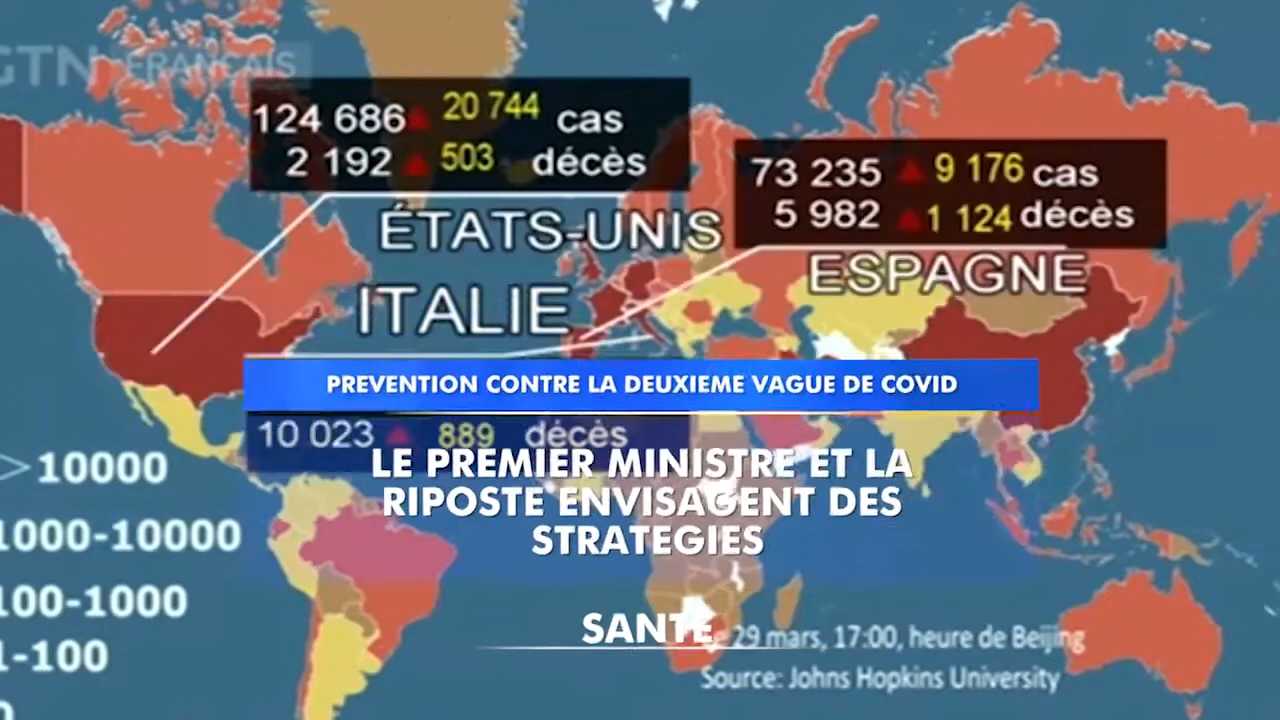 GTN FRANÇAIS
124 686 ▲ 20 744 cas
2 192 ▲ 503 décès
73 235 ▲ 9 176 cas
5 982 ▲ 1 124 décès
ÉTATS-UNIS
ESPAGNE
ITALIE
PREVENTION CONTRE LA DEUXIEME VAGUE DE COVID
10 023 ▲ 889 décès
LE PREMIER MINISTRE ET LA
RIPOSTE ENVISAGENT DES
STRATEGIES
>10000
1000-10000
100-1000
1-100
0
SANTE
29 mars, 17:00, heure de Beijing
Source: Johns Hopkins University